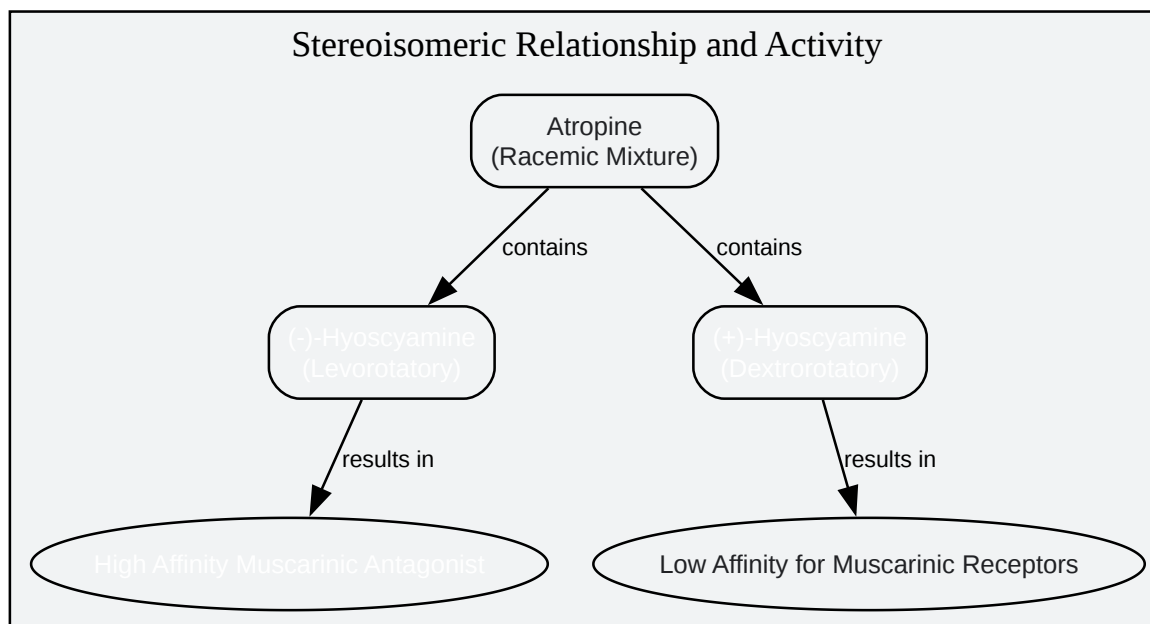 Stereoisomeric Relationship and Activity
Atropine
(Racemic Mixture)
contains
contains
(-)-Hyoscyamine
(Levorotatory)
(+)-Hyoscyamine
(Dextrorotatory)
results in
results in
High Affinity Muscarinic Antagonist
Low Affinity for Muscarinic Receptors